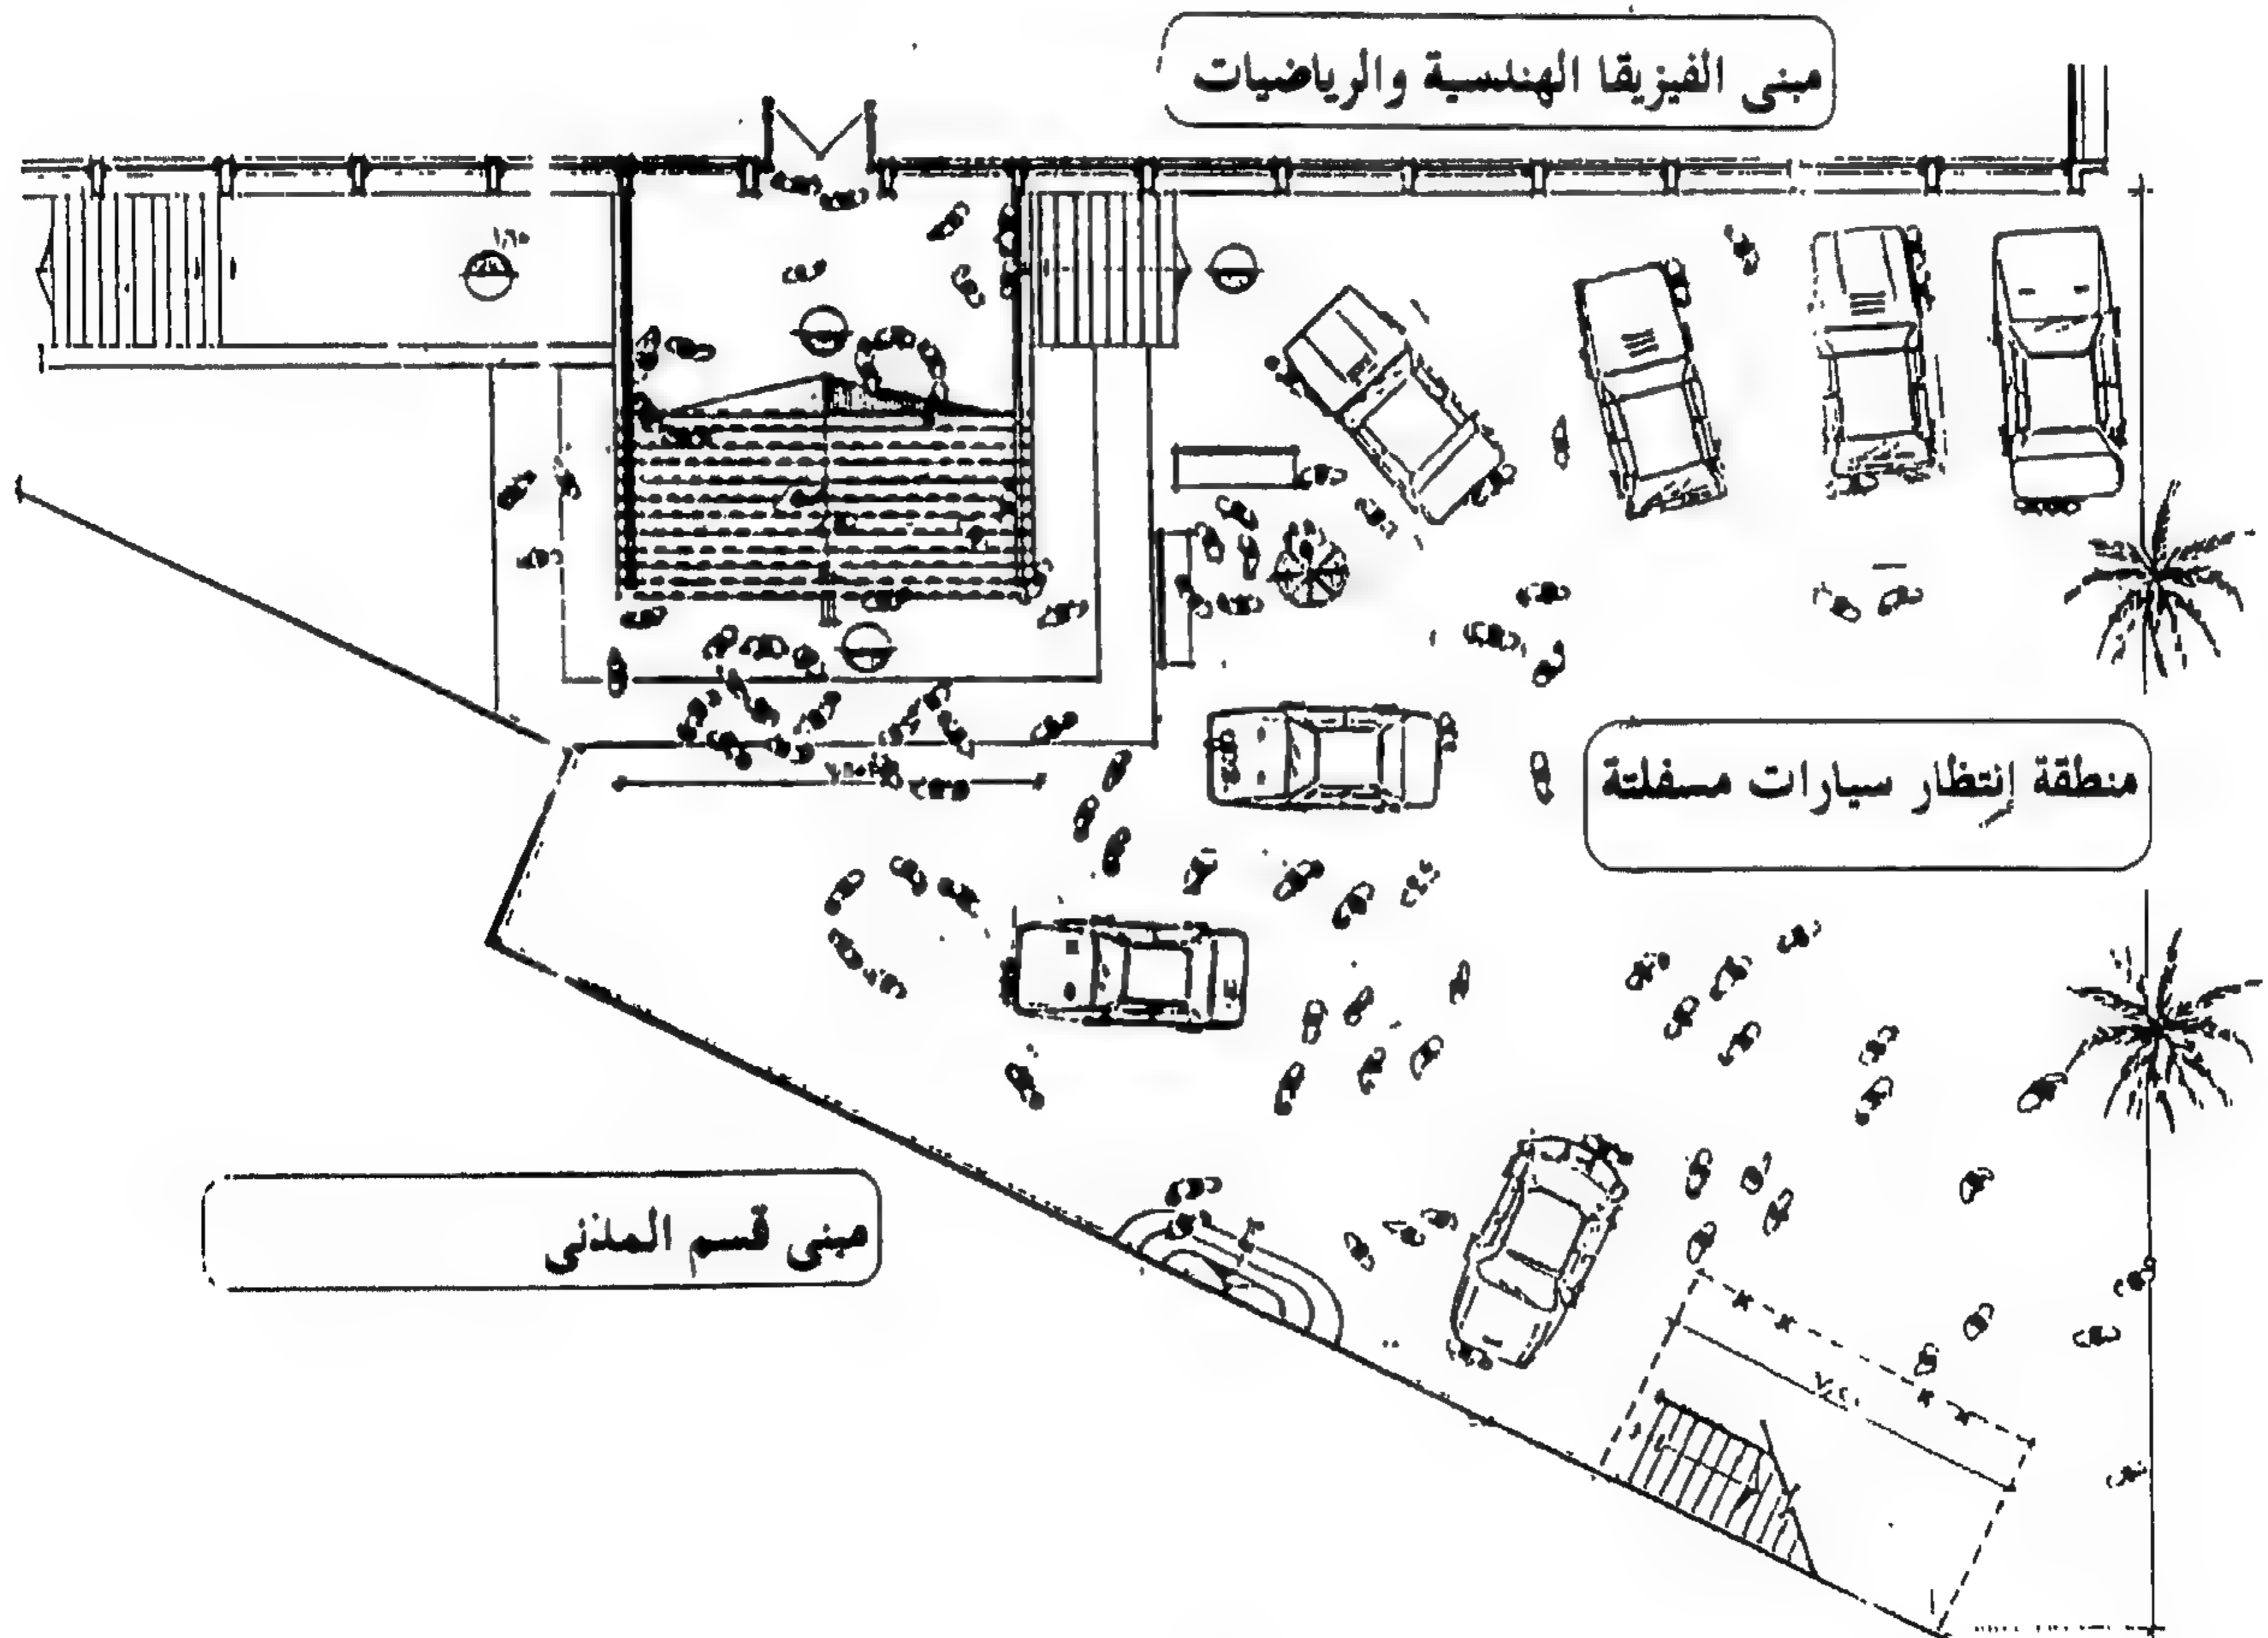 مبنى الفيزيقا الهندسية والرياضيات
منطقة إنتظار سيارات مسفلتة
مبنى قسم المدنى